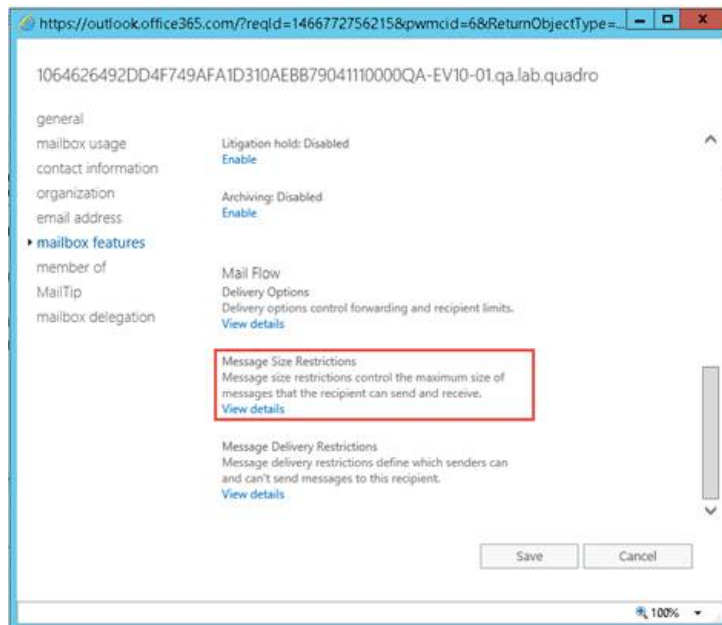 https://outlook.office365.com/?reqId=1466772756215&pwmcid=6&ReturnObjectType=...
1064626492DD4F749AFA1D310AEBB79041110000QA-EV10-01.qa.lab.quadro
general
mailbox usage
contact information
organization
email address
mailbox features
member of
MailTip
mailbox delegation
Litigation hold: Disabled
Enable
Archiving: Disabled
Enable
Mail Flow
Delivery Options
Delivery options control forwarding and recipient limits.
View details
Message Size Restrictions
Message size restrictions control the maximum size of
messages that the recipient can send and receive.
View details
Message Delivery Restrictions
Message delivery restrictions define which senders can
and can't send messages to this recipient.
View details
Save
Cancel
100%